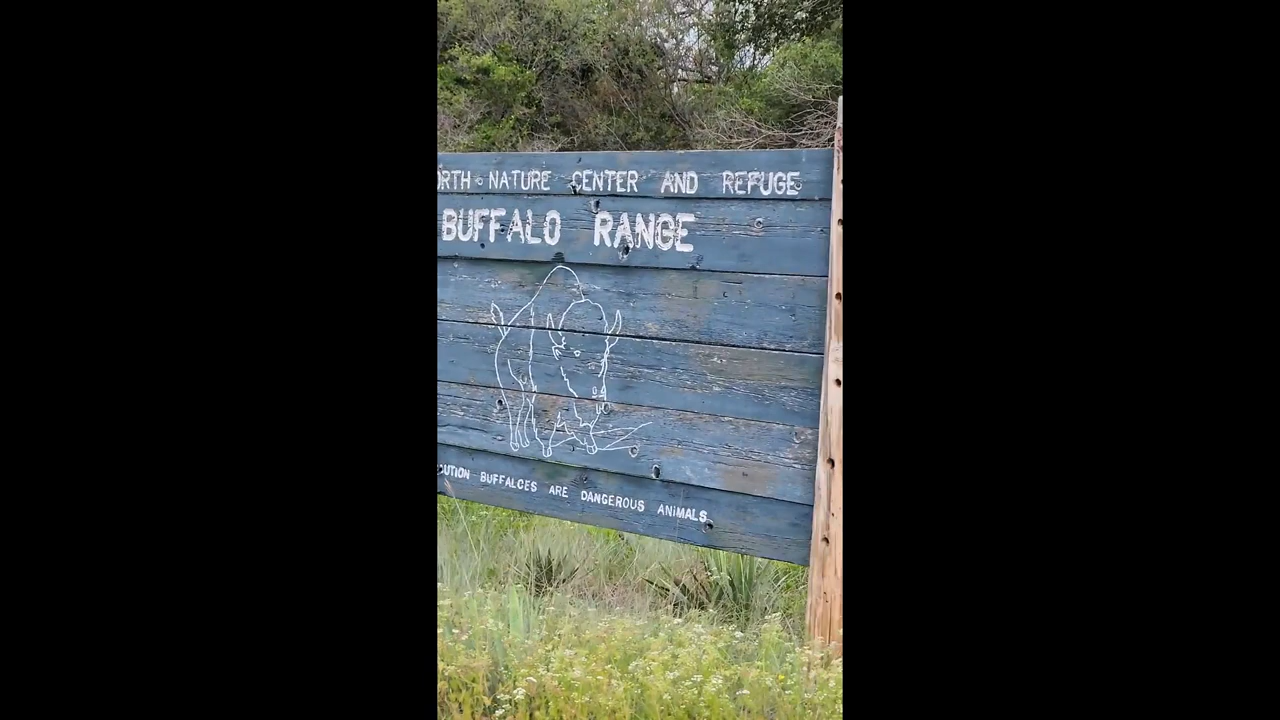 ORTH NATURE CENTER AND REFUGE
BUFFALO RANGE
CUTION BUFFALOES ARE DANGEROUS ANiMALS